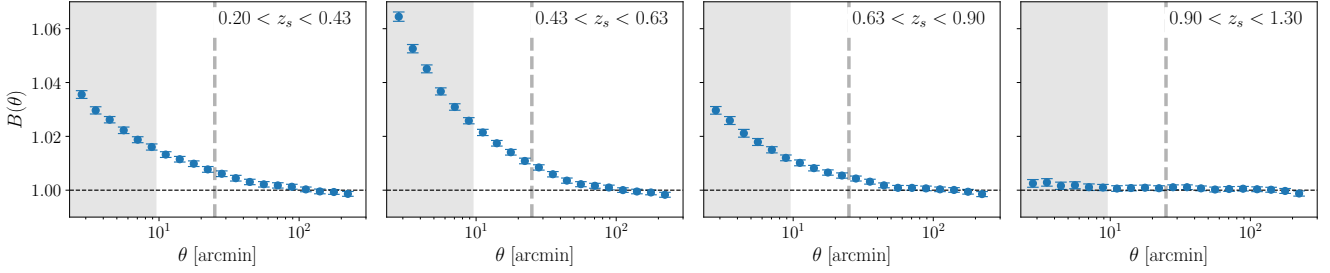 0.20 < z_s < 0.43
0.43 < z_s < 0.63
0.63 < z_s < 0.90
0.90 < z_s < 1.30
B(θ)
1.06
1.04
1.02
1.00
10^1
10^2
10^1
10^2
10^1
10^2
10^1
10^2
θ [arcmin]
θ [arcmin]
θ [arcmin]
θ [arcmin]